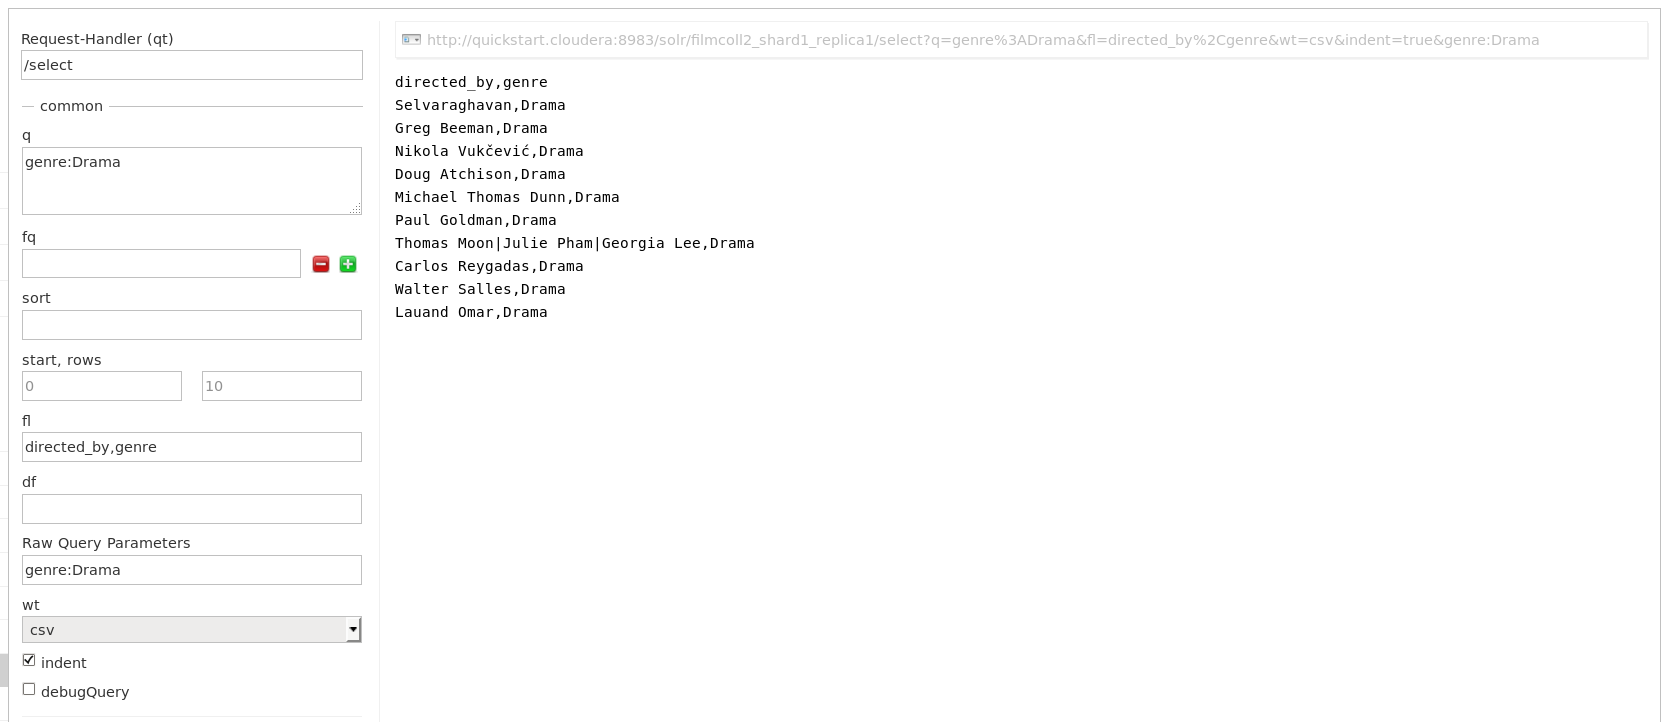 Request-Handler (qt)
/select
common
q
genre:Drama
fq
sort
start, rows
0
10
fl
directed_by,genre
df
Raw Query Parameters
genre:Drama
wt
csv
indent
debugQuery
http://quickstart.cloudera:8983/solr/filmcoll2_shard1_replica1/select?q=genre%3ADrama&fl=directed_by%2Cgenre&wt=csv&indent=true&genre:Drama
directed_by,genre
Selvaraghavan,Drama
Greg Beeman,Drama
Nikola Vukčević,Drama
Doug Atchison,Drama
Michael Thomas Dunn,Drama
Paul Goldman,Drama
Thomas Moon|Julie Pham|Georgia Lee,Drama
Carlos Reygadas,Drama
Walter Salles,Drama
Lauand Omar,Drama